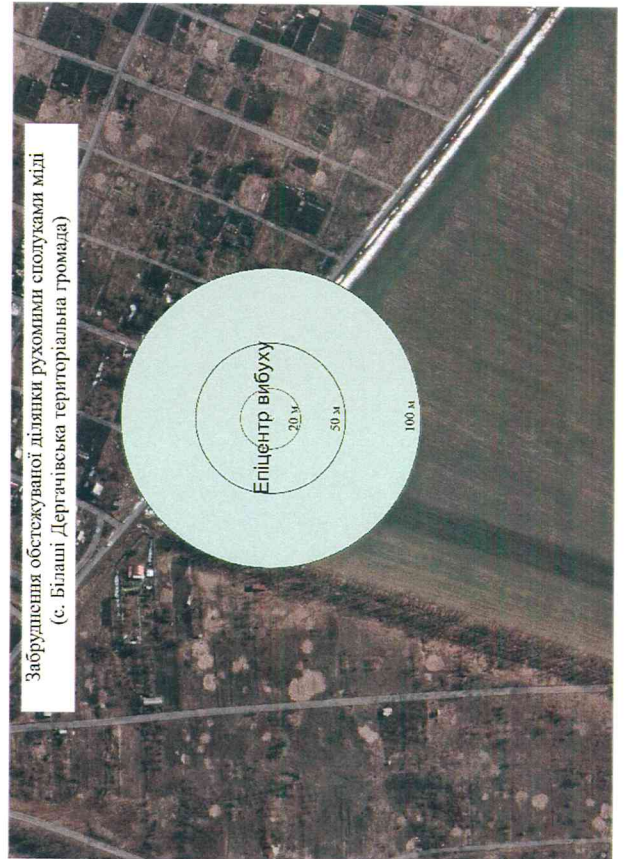 Забруднення обстежуваної ділянки рухомими сполуками міді
(с. Білаші Дергачівська територіальна громада)
Епіцентр вибуху
20 м
50 м
100 м